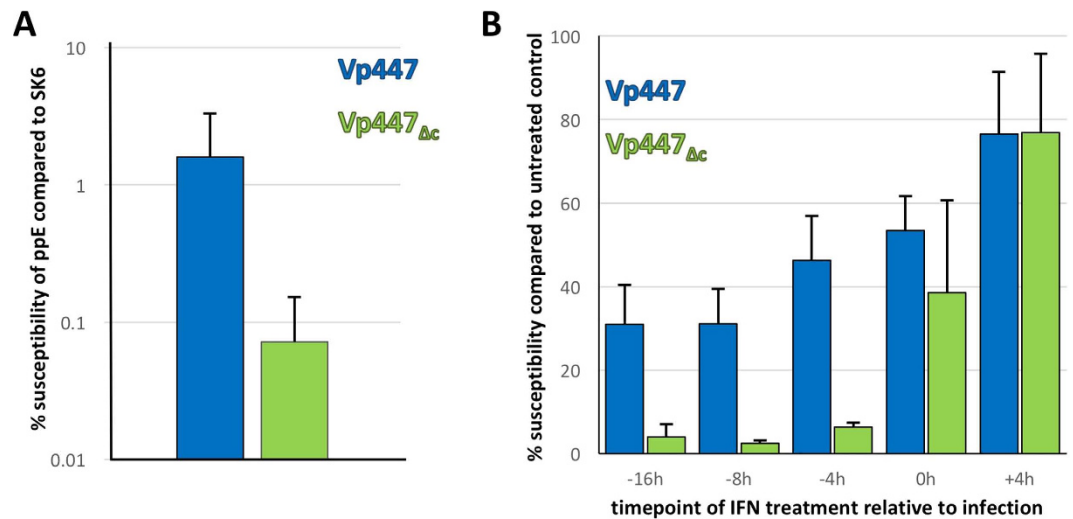 A
% susceptibility of ppE compared to SK6
10
1
0.1
0.01
Vp447
Vp447Δc
B
% susceptibility compared to untreated control
100
80
60
40
20
0
Vp447
Vp447Δc
-16h -8h -4h 0h +4h
timepoint of IFN treatment relative to infection